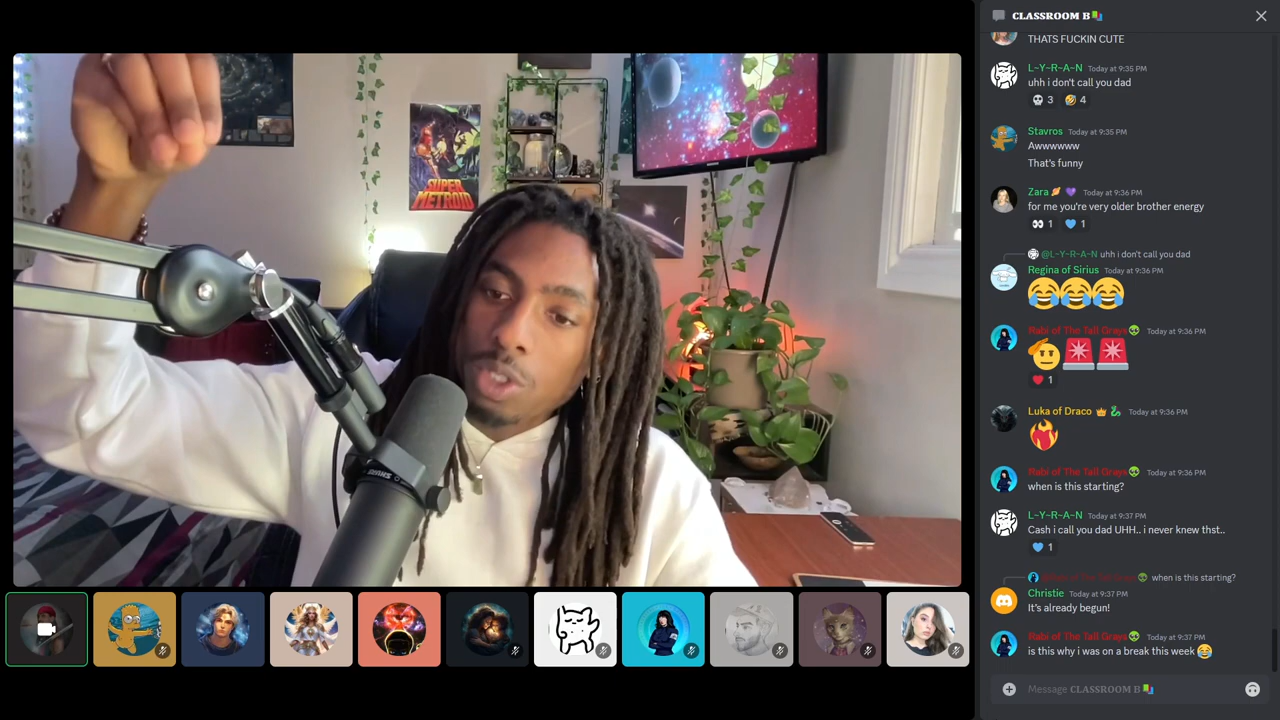 CLASSROOM B
THATS FUCKIN CUTE
L~Y~R~A~N Today at 9:35 PM
uhh i don't call you dad
3 4
Stavros Today at 9:35 PM
Awwwwww
That's funny
Zara Today at 9:36 PM
for me you're very older brother energy
1 1
@L~Y~R~A~N uhh i don't call you dad
Regina of Sirius Today at 9:36 PM
Rabi of The Tall Grays Today at 9:36 PM
1
Luka of Draco Today at 9:36 PM
Rabi of The Tall Grays Today at 9:36 PM
when is this starting?
L~Y~R~A~N Today at 9:37 PM
Cash i call you dad UHH.. i never knew thst..
1
@Rabi of The Tall Grays when is this starting?
Christie Today at 9:37 PM
It's already begun!
Rabi of The Tall Grays Today at 9:37 PM
is this why i was on a break this week
Message CLASSROOM B
SUPER
METROID
SHURE